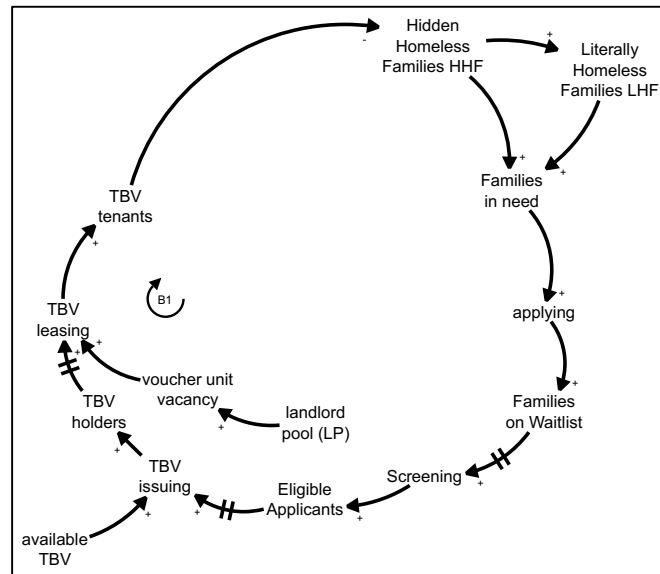 Hidden
Homeless
Families HHF
Literally
Homeless
Families LHF
Families
in need
applying
Families
on Waitlist
Screening
Eligible
Applicants
TBV
issuing
available
TBV
TBV
holders
landlord
pool (LP)
voucher unit
vacancy
TBV
leasing
TBV
tenants
B1
-
+
+
+
+
+
+
+
+
+
+
+
+
+
+